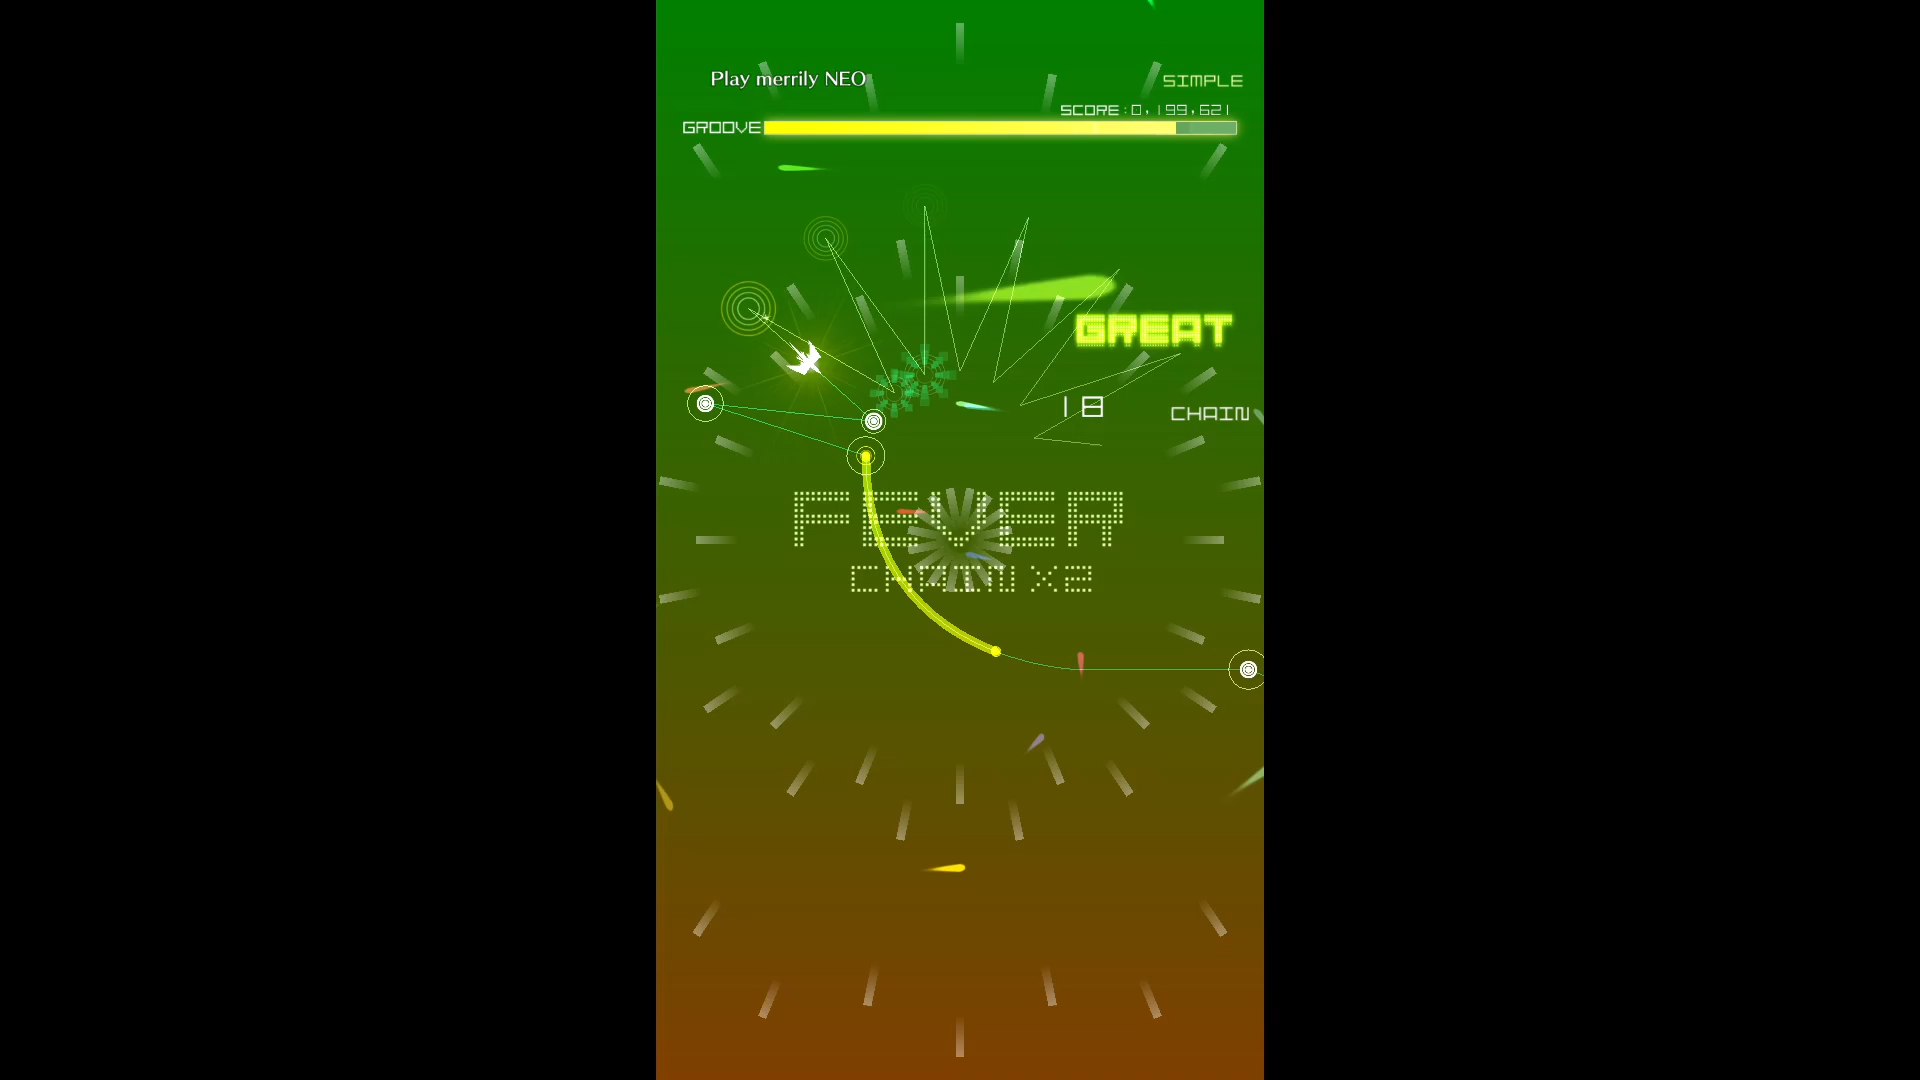 Play merrily NEO
SIMPLE
SCORE:0,199,621
GROOVE
GREAT
18 CHAIN
FEVER
CHAIN X2